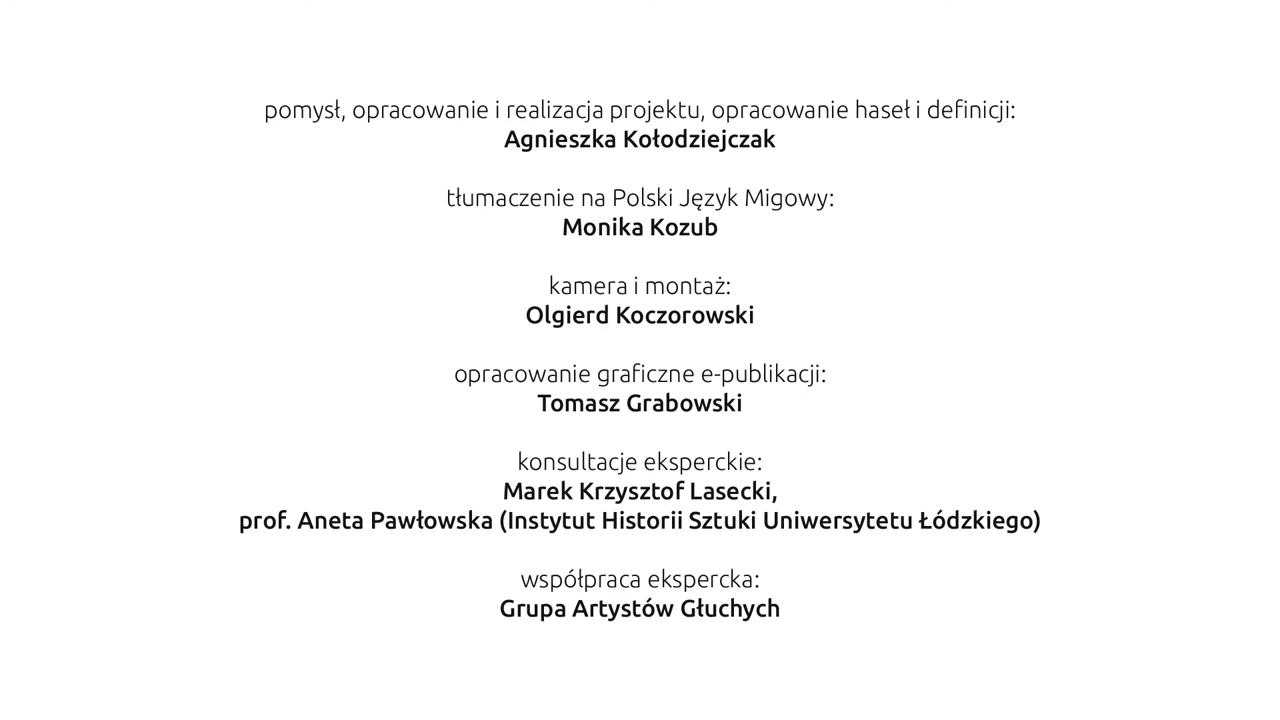 pomysł, opracowanie i realizacja projektu, opracowanie haseł i definicji:
Agnieszka Kołodziejczak
tłumaczenie na Polski Język Migowy:
Monika Kozub
kamera i montaż:
Olgierd Koczorowski
opracowanie graficzne e-publikacji:
Tomasz Grabowski
konsultacje eksperckie:
Marek Krzysztof Lasecki,
prof. Aneta Pawłowska (Instytut Historii Sztuki Uniwersytetu Łódzkiego)
współpraca ekspercka:
Grupa Artystów Głuchych